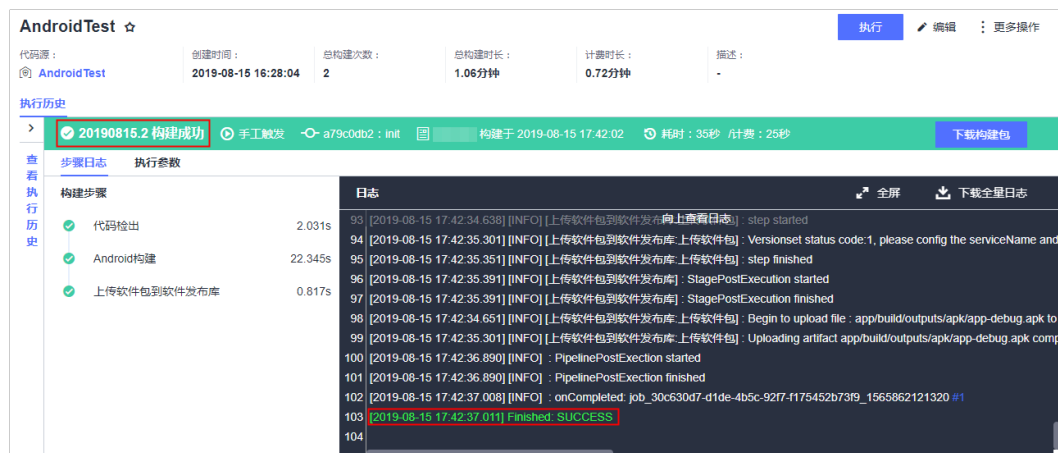 AndroidTest
执行 编辑 更多操作
代码源： 创建时间： 总构建次数： 总构建时长： 计费时长： 描述：
AndroidTest 2019-08-15 16:28:04 2 1.06分钟 0.72分钟 -
执行历史
20190815.2 构建成功 手工触发 a79c0db2：init 构建于 2019-08-15 17:42:02 耗时：35秒 /计费：25秒 下载构建包
查看执行历史
步骤日志 执行参数
构建步骤
代码检出 2.031s
Android构建 22.345s
上传软件包到软件发布库 0.817s
日志 全屏 下载全量日志
向上查看日志
93 [2019-08-15 17:42:34.638] [INFO] [上传软件包到软件发布 : step started
94 [2019-08-15 17:42:35.301] [INFO] [上传软件包到软件发布库:上传软件包] : Versionset status code:1, please config the serviceName and
95 [2019-08-15 17:42:35.351] [INFO] [上传软件包到软件发布库:上传软件包] : step finished
96 [2019-08-15 17:42:35.391] [INFO] [上传软件包到软件发布库] : StagePostExecution started
97 [2019-08-15 17:42:35.391] [INFO] [上传软件包到软件发布库] : StagePostExecution finished
98 [2019-08-15 17:42:34.651] [INFO] [上传软件包到软件发布库:上传软件包] : Begin to upload file : app/build/outputs/apk/app-debug.apk to
99 [2019-08-15 17:42:35.301] [INFO] [上传软件包到软件发布库:上传软件包] : Uploading artifact app/build/outputs/apk/app-debug.apk comp
100 [2019-08-15 17:42:36.890] [INFO] : PipelinePostExection started
101 [2019-08-15 17:42:36.890] [INFO] : PipelinePostExection finished
102 [2019-08-15 17:42:37.008] [INFO] : onCompleted: job_30c630d7-d1de-4b5c-92f7-f175452b73f9_1565862121320 #1
103 [2019-08-15 17:42:37.011] Finished: SUCCESS
104